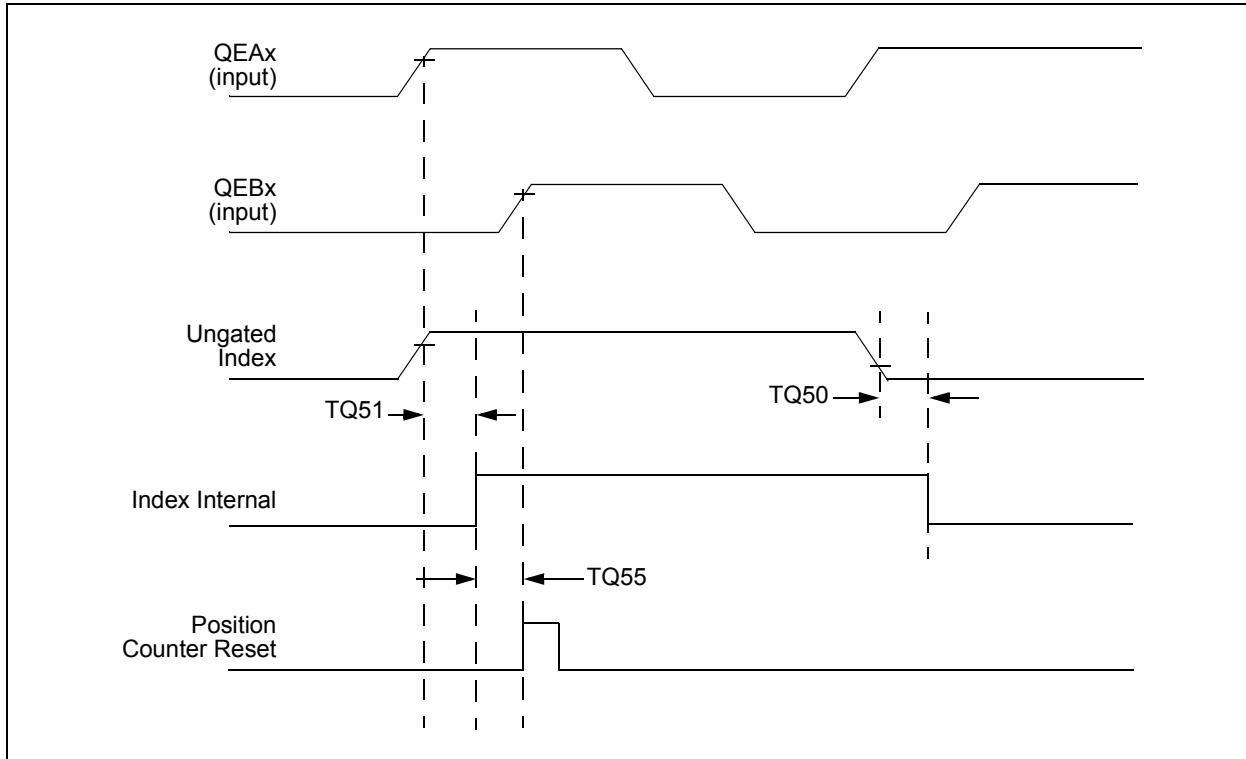 QEAx
(input)
QEBx
(input)
Ungated
Index
TQ51
TQ50
Index Internal
TQ55
Position
Counter Reset